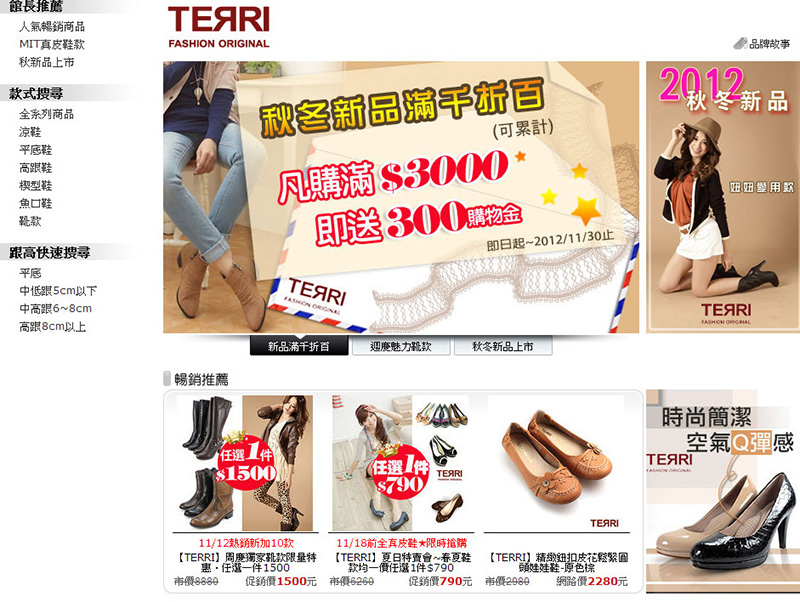 館長推薦
人氣暢銷商品
MIT真皮鞋款
秋新品上市
款式搜尋
全系列商品
涼鞋
平底鞋
高跟鞋
楔型鞋
魚口鞋
靴款
跟高快速搜尋
平底
中低跟5cm以下
中高跟6~8cm
高跟8cm以上
TERRI
FASHION ORIGINAL
品牌故事
秋冬新品滿千折百
(可累計)
凡購滿 $3000
即送 300 購物金
即日起~2012/11/30止
TERRI
FASHION ORIGINAL
2012
秋冬新品
妞妞愛用款
TERRI
FASHION ORIGINAL
新品滿千折百
週慶魅力靴款
秋冬新品上市
暢銷推薦
任選1件
$1500
11/12熱銷新加10款
【TERRI】周慶獨家靴款限量特
惠‧任選一件1500
市價8880
促銷價1500元
任選1件
$790
TERRI
11/18前全真皮鞋★限時搶購
【TERRI】夏日特賣會~春夏鞋
款均一價任選1件$790
市價6260
促銷價790元
TERRI
【TERRI】精緻鈕扣皮花鬆緊圓
頭娃娃鞋-原色棕
市價2980
網路價2280元
時尚簡潔
空氣Q彈感
TERRI
FASHION ORIGINAL